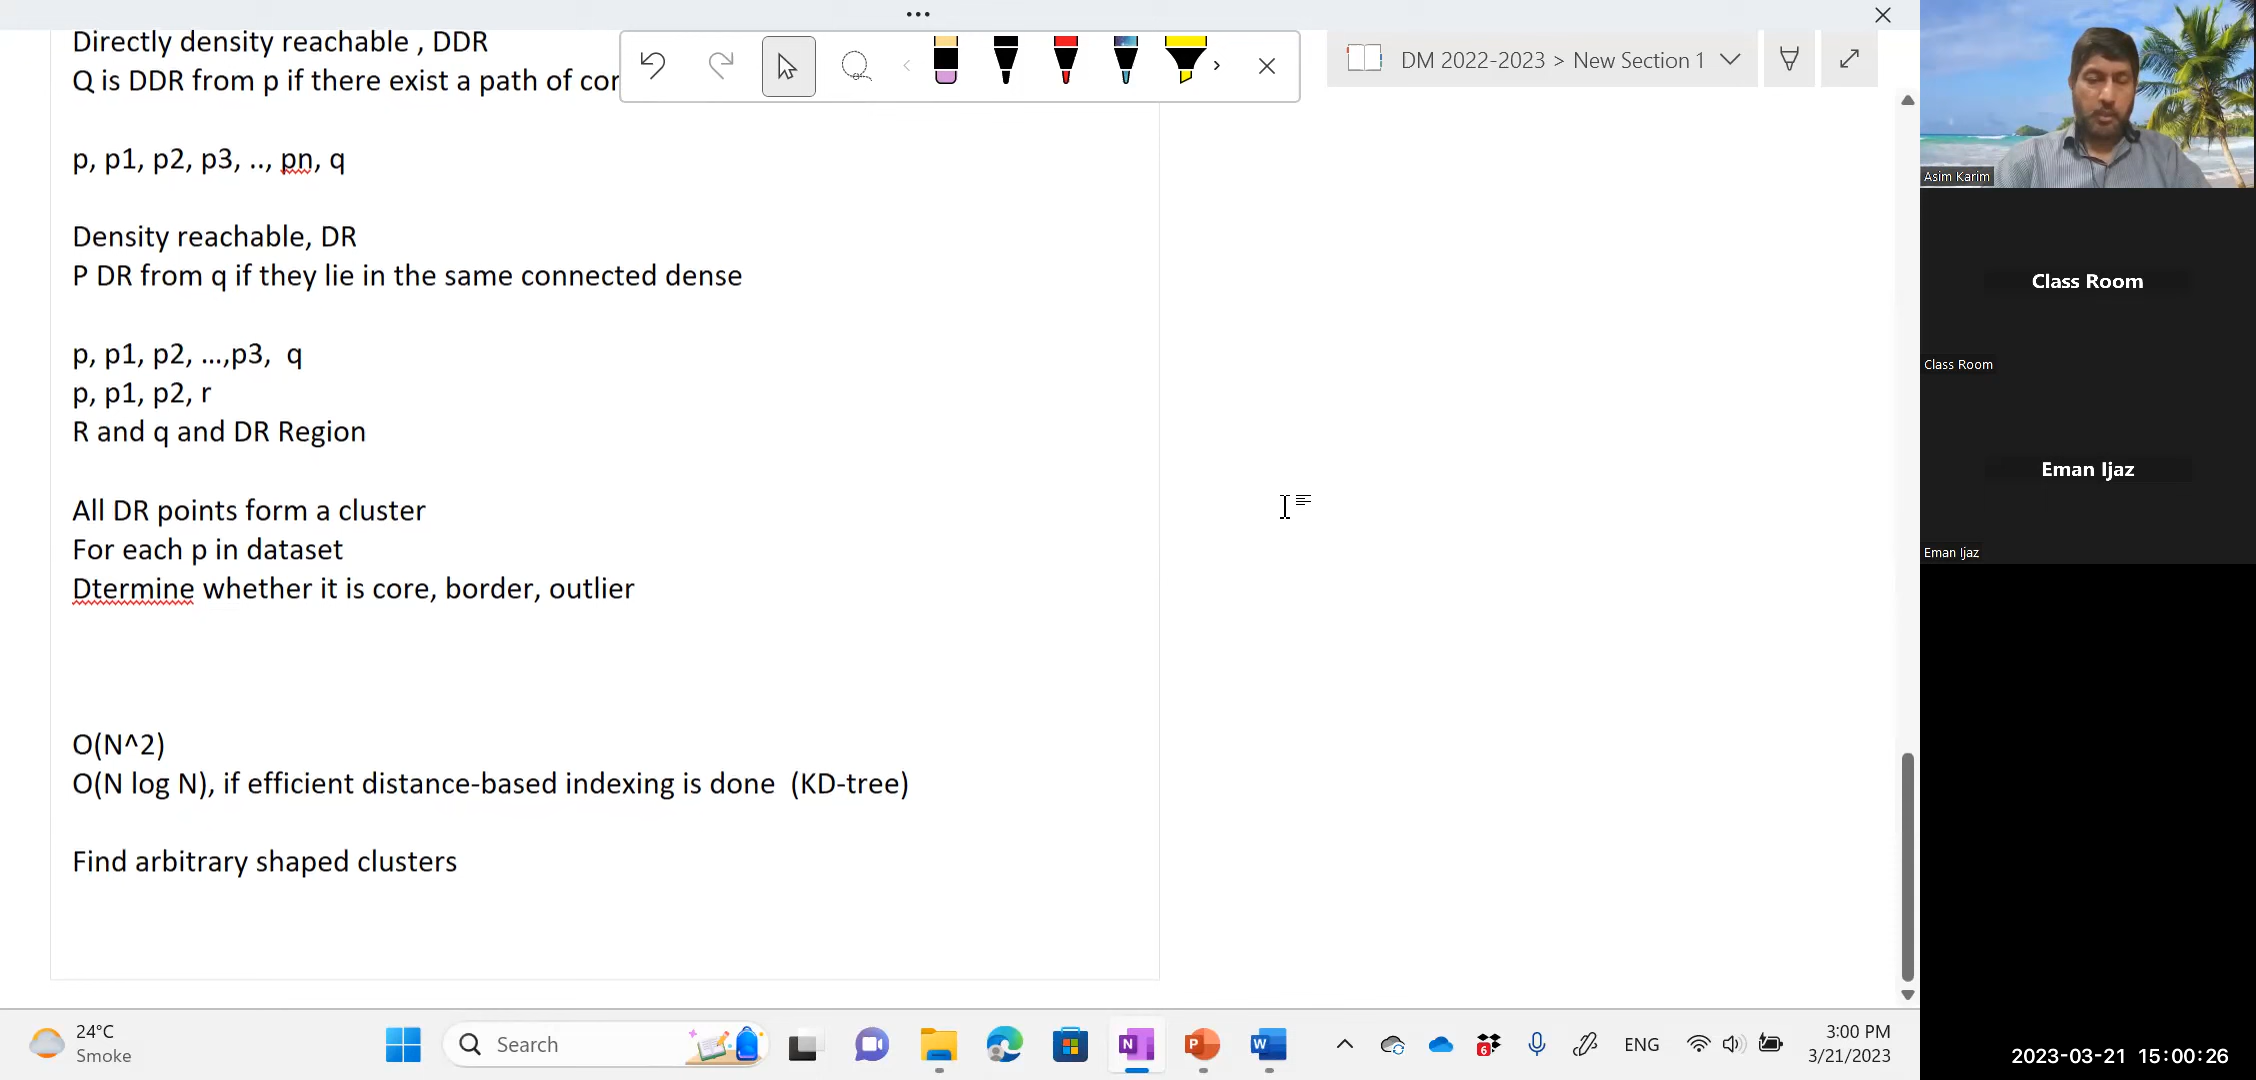 Directly density reachable , DDR
Q is DDR from p if there exist a path of cor
DM 2022-2023 > New Section 1
p, p1, p2, p3, .., pn, q
Density reachable, DR
P DR from q if they lie in the same connected dense
p, p1, p2, ...,p3,  q
p, p1, p2, r
R and q and DR Region
All DR points form a cluster
For each p in dataset
Dtermine whether it is core, border, outlier
O(N^2)
O(N log N), if efficient distance-based indexing is done  (KD-tree)
Find arbitrary shaped clusters
Asim Karim
Class Room
Class Room
Eman Ijaz
Eman Ijaz
24°C
Smoke
Search
N
P
W
6
ENG
3:00 PM
3/21/2023
2023-03-21 15:00:26